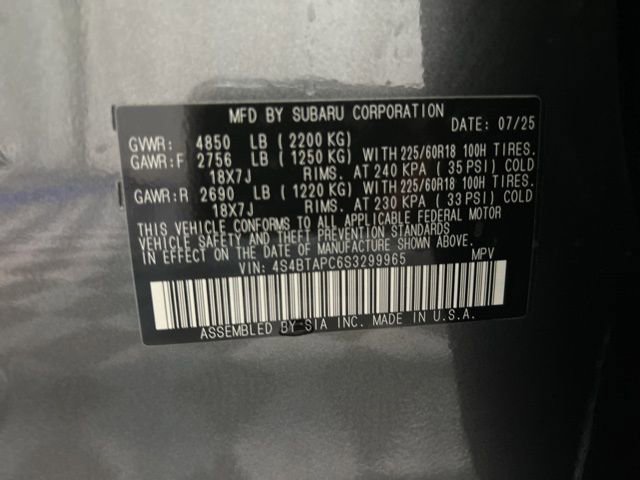 MFD BY SUBARU CORPORATION
DATE: 07/25
GVWR: 4850 LB (2200 KG)
GAWR:F 2756 LB (1250 KG) WITH 225/60R18 100H TIRES.
18X7J RIMS. AT 240 KPA (35 PSI) COLD
GAWR:R 2690 LB (1220 KG) WITH 225/60R18 100H TIRES.
18X7J RIMS. AT 230 KPA (33 PSI) COLD
THIS VEHICLE CONFORMS TO ALL APPLICABLE FEDERAL MOTOR
VEHICLE SAFETY AND THEFT PREVENTION STANDARDS
IN EFFECT ON THE DATE OF MANUFACTURE SHOWN ABOVE.
VIN: 4S4BTAPC6S3299965 MPV
ASSEMBLED BY SIA INC. MADE IN U.S.A.